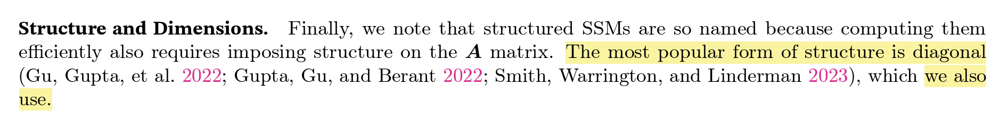 Structure and Dimensions. Finally, we note that structured SSMs are so named because computing them
efficiently also requires imposing structure on the A matrix. The most popular form of structure is diagonal
(Gu, Gupta, et al. 2022; Gupta, Gu, and Berant 2022; Smith, Warrington, and Linderman 2023), which we also
use.